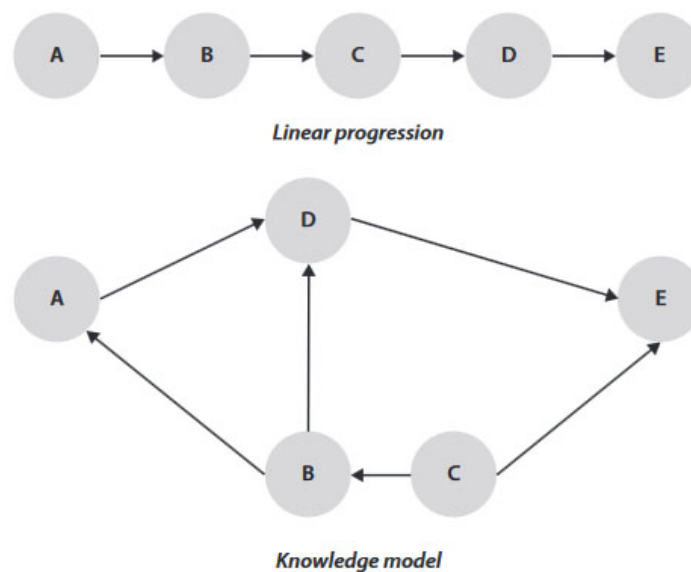 A B C D E
Linear progression
D
A E
B C
Knowledge model